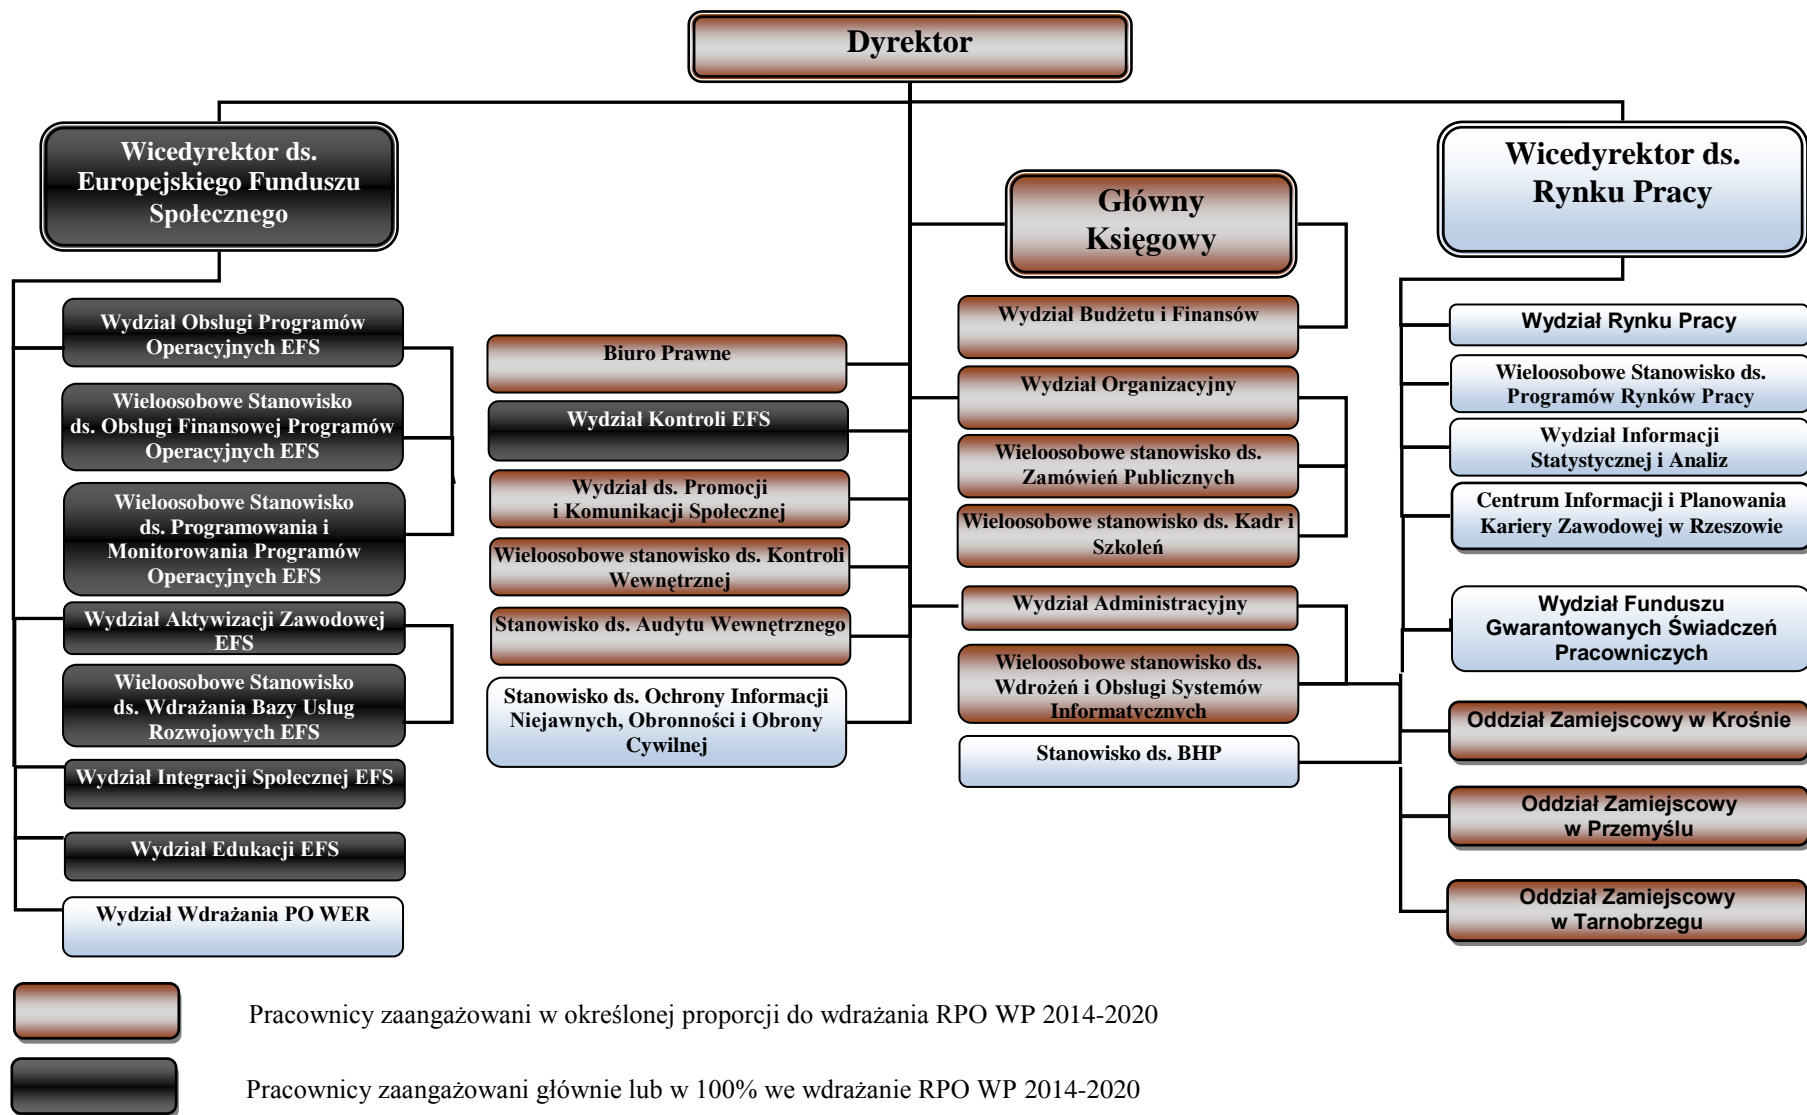 Dyrektor
Wicedyrektor ds.
Europejskiego Funduszu
Społecznego
Główny
Księgowy
Wicedyrektor ds.
Rynku Pracy
Wydział Obsługi Programów
Operacyjnych EFS
Wieloosobowe Stanowisko
ds. Obsługi Finansowej Programów
Operacyjnych EFS
Wieloosobowe Stanowisko
ds. Programowania i
Monitorowania Programów
Operacyjnych EFS
Wydział Aktywizacji Zawodowej
EFS
Wieloosobowe Stanowisko
ds. Wdrażania Bazy Usług
Rozwojowych EFS
Wydział Integracji Społecznej EFS
Wydział Edukacji EFS
Wydział Wdrażania PO WER
Biuro Prawne
Wydział Kontroli EFS
Wydział ds. Promocji
i Komunikacji Społecznej
Wieloosobowe stanowisko ds. Kontroli
Wewnętrznej
Stanowisko ds. Audytu Wewnętrznego
Stanowisko ds. Ochrony Informacji
Niejawnych, Obronności i Obrony
Cywilnej
Wydział Budżetu i Finansów
Wydział Organizacyjny
Wieloosobowe stanowisko ds.
Zamówień Publicznych
Wieloosobowe stanowisko ds. Kadr i
Szkoleń
Wydział Administracyjny
Wieloosobowe stanowisko ds.
Wdrożeń i Obsługi Systemów
Informatycznych
Stanowisko ds. BHP
Wydział Rynku Pracy
Wieloosobowe Stanowisko ds.
Programów Rynków Pracy
Wydział Informacji
Statystycznej i Analiz
Centrum Informacji i Planowania
Kariery Zawodowej w Rzeszowie
Wydział Funduszu
Gwarantowanych Świadczeń
Pracowniczych
Oddział Zamiejscowy w Krośnie
Oddział Zamiejscowy
w Przemyślu
Oddział Zamiejscowy
w Tarnobrzegu
Pracownicy zaangażowani w określonej proporcji do wdrażania RPO WP 2014-2020
Pracownicy zaangażowani głównie lub w 100% we wdrażanie RPO WP 2014-2020